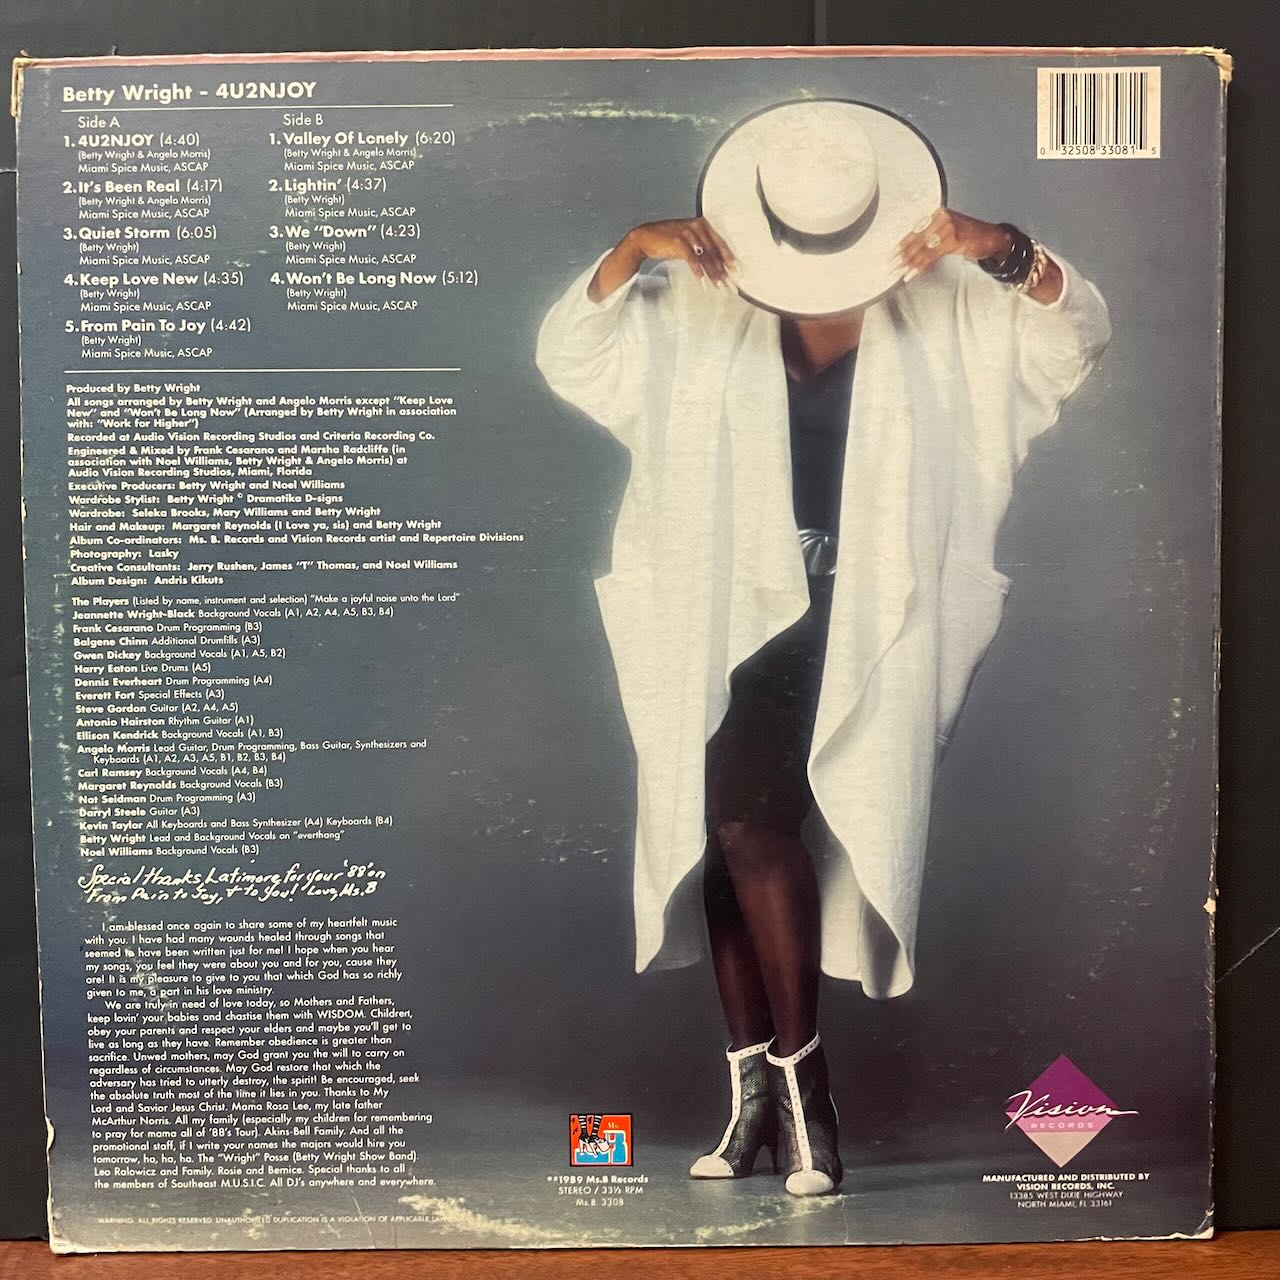 Betty Wright - 4U2NJOY
Side A
1. 4U2NJOY (4:40)
(Betty Wright & Angelo Morris)
Miami Spice Music, ASCAP
2. It's Been Real (4:17)
(Betty Wright & Angelo Morris)
Miami Spice Music, ASCAP
3. Quiet Storm (6:05)
(Betty Wright)
Miami Spice Music, ASCAP
4. Keep Love New (4:35)
(Betty Wright)
Miami Spice Music, ASCAP
5. From Pain To Joy (4:42)
(Betty Wright)
Miami Spice Music, ASCAP
Side B
1. Valley Of Lonely (6:20)
(Betty Wright & Angelo Morris)
Miami Spice Music, ASCAP
2. Lightin' (4:37)
(Betty Wright)
Miami Spice Music, ASCAP
3. We "Down" (4:23)
(Betty Wright)
Miami Spice Music, ASCAP
4. Won't Be Long Now (5:12)
(Betty Wright)
Miami Spice Music, ASCAP
0 32508 33081 5
Produced by Betty Wright
All songs arranged by Betty Wright and Angelo Morris except "Keep Love
New" and "Won't Be Long Now" (Arranged by Betty Wright in association
with: "Work for Higher")
Recorded at Audio Vision Recording Studios and Criteria Recording Co.
Engineered & Mixed by Frank Cesarano and Marsha Radcliffe (in
association with Noel Williams, Betty Wright & Angelo Morris) at
Audio Vision Recording Studios, Miami, Florida
Executive Producers: Betty Wright and Noel Williams
Wardrobe Stylist: Betty Wright © Dramatika D-signs
Wardrobe: Seleka Brooks, Mary Williams and Betty Wright
Hair and Makeup: Margaret Reynolds (I Love ya, sis) and Betty Wright
Album Co-ordinators: Ms. B. Records and Vision Records artist and Repertoire Divisions
Photography: Lasky
Creative Consultants: Jerry Rushen, James "T" Thomas, and Noel Williams
Album Design: Andris Kikuts
The Players (Listed by name, instrument and selection) "Make a joyful noise unto the Lord"
Jeannette Wright-Black Background Vocals (A1, A2, A4, A5, B3, B4)
Frank Cesarano Drum Programming (B3)
Balgene Chinn Additional Drumfills (A3)
Gwen Dickey Background Vocals (A1, A5, B2)
Harry Eaton Live Drums (A5)
Dennis Everheart Drum Programming (A4)
Everett Fort Special Effects (A3)
Steve Gordon Guitar (A2, A4, A5)
Antonio Hairston Rhythm Guitar (A1)
Ellison Kendrick Background Vocals (A1, B3)
Angelo Morris Lead Guitar, Drum Programming, Bass Guitar, Synthesizers and
Keyboards (A1, A2, A3, A5, B1, B2, B3, B4)
Carl Ramsey Background Vocals (A4, B4)
Margaret Reynolds Background Vocals (B3)
Nat Seidman Drum Programming (A3)
Darryl Steele Guitar (A3)
Kevin Taylor All Keyboards and Bass Synthesizer (A4) Keyboards (B4)
Betty Wright Lead and Background Vocals on "everthang"
Noel Williams Background Vocals (B3)
Special thanks Latimore for your '88' on
From Pain to Joy, & to you! Love, Ms. B
I am blessed once again to share some of my heartfelt music
with you. I have had many wounds healed through songs that
seemed to have been written just for me! I hope when you hear
my songs, you feel they were about you and for you, cause they
are! It is my pleasure to give to you that which God has so richly
given to me, a part in his love ministry.
We are truly in need of love today, so Mothers and Fathers,
keep lovin' your babies and chastise them with WISDOM. Children,
obey your parents and respect your elders and maybe you'll get to
live as long as they have. Remember obedience is greater than
sacrifice. Unwed mothers, may God grant you the will to carry on
regardless of circumstances. May God restore that which the
adversary has tried to utterly destroy, the spirit! Be encouraged, seek
the absolute truth most of the time it lies in you. Thanks to My
Lord and Savior Jesus Christ. Mama Rosa Lee, my late father
McArthur Norris. All my family (especially my children for remembering
to pray for mama all of '88's Tour). Akins-Bell Family. And all the
promotional staff, if I write your names the majors would hire you
tomorrow, ha, ha, ha. The "Wright" Posse (Betty Wright Show Band).
Leo Ralowicz and Family. Rosie and Bernice. Special thanks to all
the members of Southeast M.U.S.I.C. All DJ's anywhere and everywhere.
WARNING: ALL RIGHTS RESERVED. UNAUTHORIZED DUPLICATION IS A VIOLATION OF APPLICABLE LAWS
Ms.
B
℗©1989 Ms.B Records
STEREO / 33⅓ RPM
Ms. B. 3308
Vision
RECORDS
MANUFACTURED AND DISTRIBUTED BY
VISION RECORDS, INC.
13385 WEST DIXIE HIGHWAY
NORTH MIAMI, FL 33161